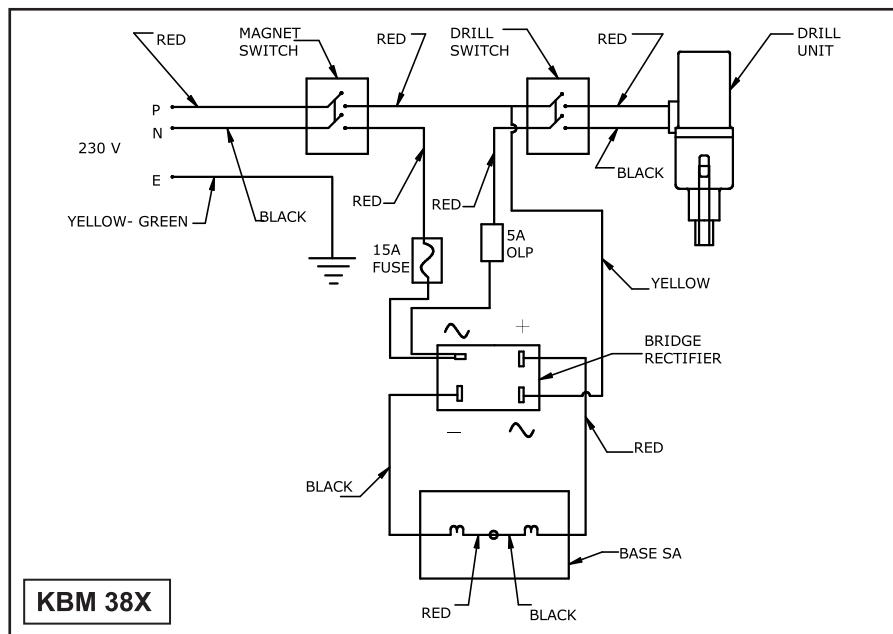 RED
MAGNET
SWITCH
RED
DRILL
SWITCH
RED
DRILL
UNIT
P
N
230 V
E
YELLOW- GREEN
BLACK
RED
RED
BLACK
15A
FUSE
5A
OLP
YELLOW
+
BRIDGE
RECTIFIER
–
RED
BLACK
BASE SA
RED
BLACK
KBM 38X